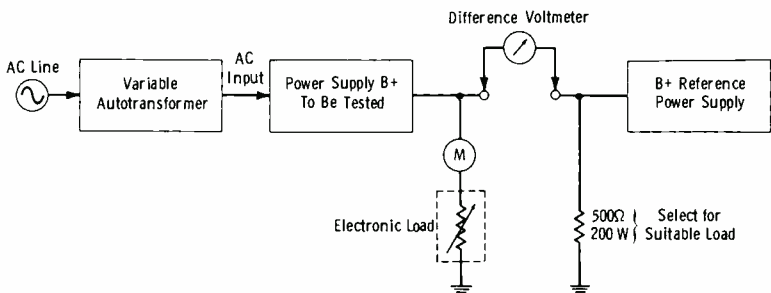 Difference Voltmeter
AC Line
Variable
Autotransformer
AC
Input
Power Supply B+
To Be Tested
B+ Reference
Power Supply
M
Electronic Load
500Ω
200 W
Select for
Suitable Load